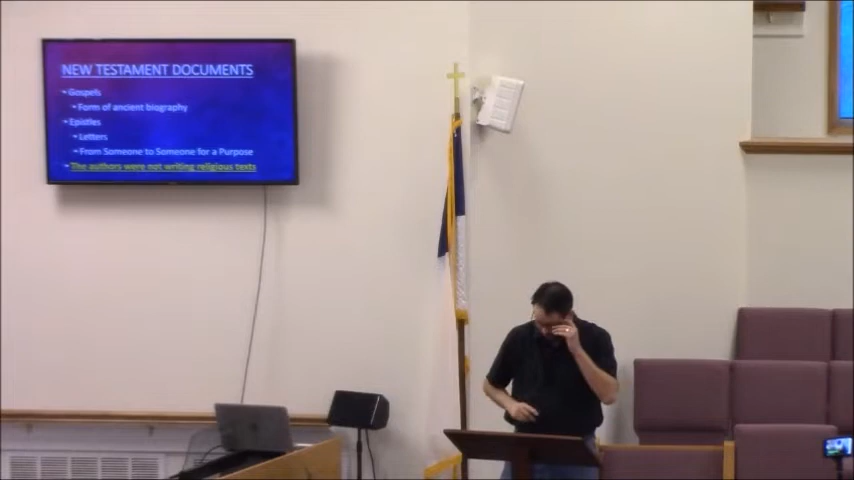 NEW TESTAMENT DOCUMENTS
• Gospels
• Form of ancient biography
• Epistles
• Letters
• From Someone to Someone for a Purpose
• The authors were not writing religious texts